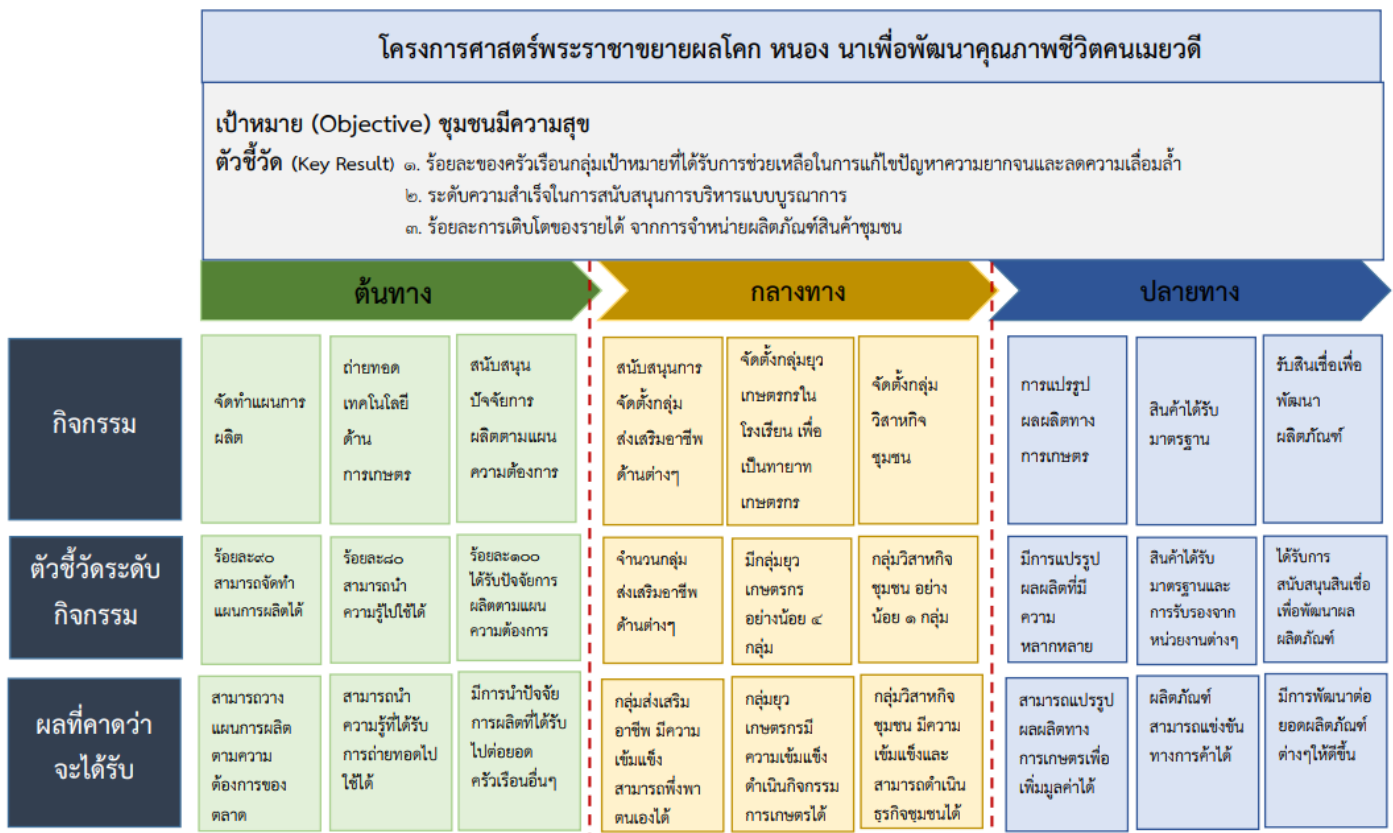 โครงการศาสตร์พระราชาขยายผลโคก หนอง นาเพื่อพัฒนาคุณภาพชีวิตคนเมยวดี
เป้าหมาย (Objective) ชุมชนมีความสุข
ตัวชี้วัด (Key Result) ๑. ร้อยละของครัวเรือนกลุ่มเป้าหมายที่ได้รับการช่วยเหลือในการแก้ไขปัญหาความยากจนและลดความเลื่อมล้ำ
๒. ระดับความสำเร็จในการสนับสนุนการบริหารแบบบูรณาการ
๓. ร้อยละการเติบโตของรายได้ จากการจำหน่ายผลิตภัณฑ์สินค้าชุมชน
ต้นทาง
กลางทาง
ปลายทาง
กิจกรรม
จัดทำแผนการ
ผลิต
ถ่ายทอด
เทคโนโลยี
ด้าน
การเกษตร
สนับสนุน
ปัจจัยการ
ผลิตตามแผน
ความต้องการ
สนับสนุนการ
จัดตั้งกลุ่ม
ส่งเสริมอาชีพ
ด้านต่างๆ
จัดตั้งกลุ่มยุว
เกษตรกรใน
โรงเรียน เพื่อ
เป็นทายาท
เกษตรกร
จัดตั้งกลุ่ม
วิสาหกิจ
ชุมชน
การแปรรูป
ผลผลิตทาง
การเกษตร
สินค้าได้รับ
มาตรฐาน
รับสินเชื่อเพื่อ
พัฒนา
ผลิตภัณฑ์
ตัวชี้วัดระดับ
กิจกรรม
ร้อยละ๙๐
สามารถจัดทำ
แผนการผลิตได้
ร้อยละ๘๐
สามารถนำ
ความรู้ไปใช้ได้
ร้อยละ๑๐๐
ได้รับปัจจัยการ
ผลิตตามแผน
ความต้องการ
จำนวนกลุ่ม
ส่งเสริมอาชีพ
ด้านต่างๆ
มีกลุ่มยุว
เกษตรกร
อย่างน้อย ๔
กลุ่ม
กลุ่มวิสาหกิจ
ชุมชน อย่าง
น้อย ๑ กลุ่ม
มีการแปรรูป
ผลผลิตที่มี
ความ
หลากหลาย
สินค้าได้รับ
มาตรฐานและ
การรับรองจาก
หน่วยงานต่างๆ
ได้รับการ
สนับสนุนสินเชื่อ
เพื่อพัฒนาผล
ผลิตภัณฑ์
ผลที่คาดว่า
จะได้รับ
สามารถวาง
แผนการผลิต
ตามความ
ต้องการของ
ตลาด
สามารถนำ
ความรู้ที่ได้รับ
การถ่ายทอดไป
ใช้ได้
มีการนำปัจจัย
การผลิตที่ได้รับ
ไปต่อยอด
ครัวเรือนอื่นๆ
กลุ่มส่งเสริม
อาชีพ มีความ
เข้มแข็ง
สามารถพึ่งพา
ตนเองได้
กลุ่มยุว
เกษตรกรมี
ความเข้มแข็ง
ดำเนินกิจกรรม
การเกษตรได้
กลุ่มวิสาหกิจ
ชุมชน มีความ
เข้มแข็งและ
สามารถดำเนิน
ธุรกิจชุมชนได้
สามารถแปรรูป
ผลผลิตทาง
การเกษตรเพื่อ
เพิ่มมูลค่าได้
ผลิตภัณฑ์
สามารถแข่งขัน
ทางการค้าได้
มีการพัฒนาต่อ
ยอดผลิตภัณฑ์
ต่างๆให้ดีขึ้น